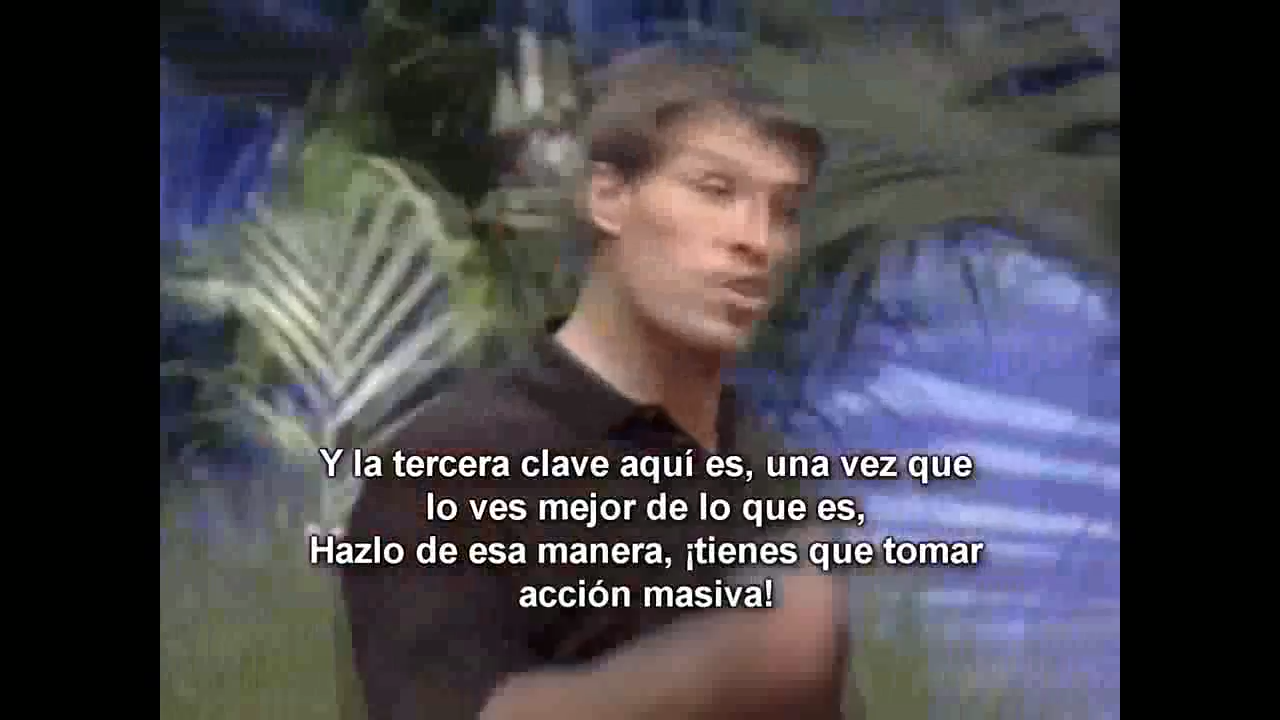 Y la tercera clave aquí es, una vez que
lo ves mejor de lo que es,
Hazlo de esa manera, ¡tienes que tomar
acción masiva!